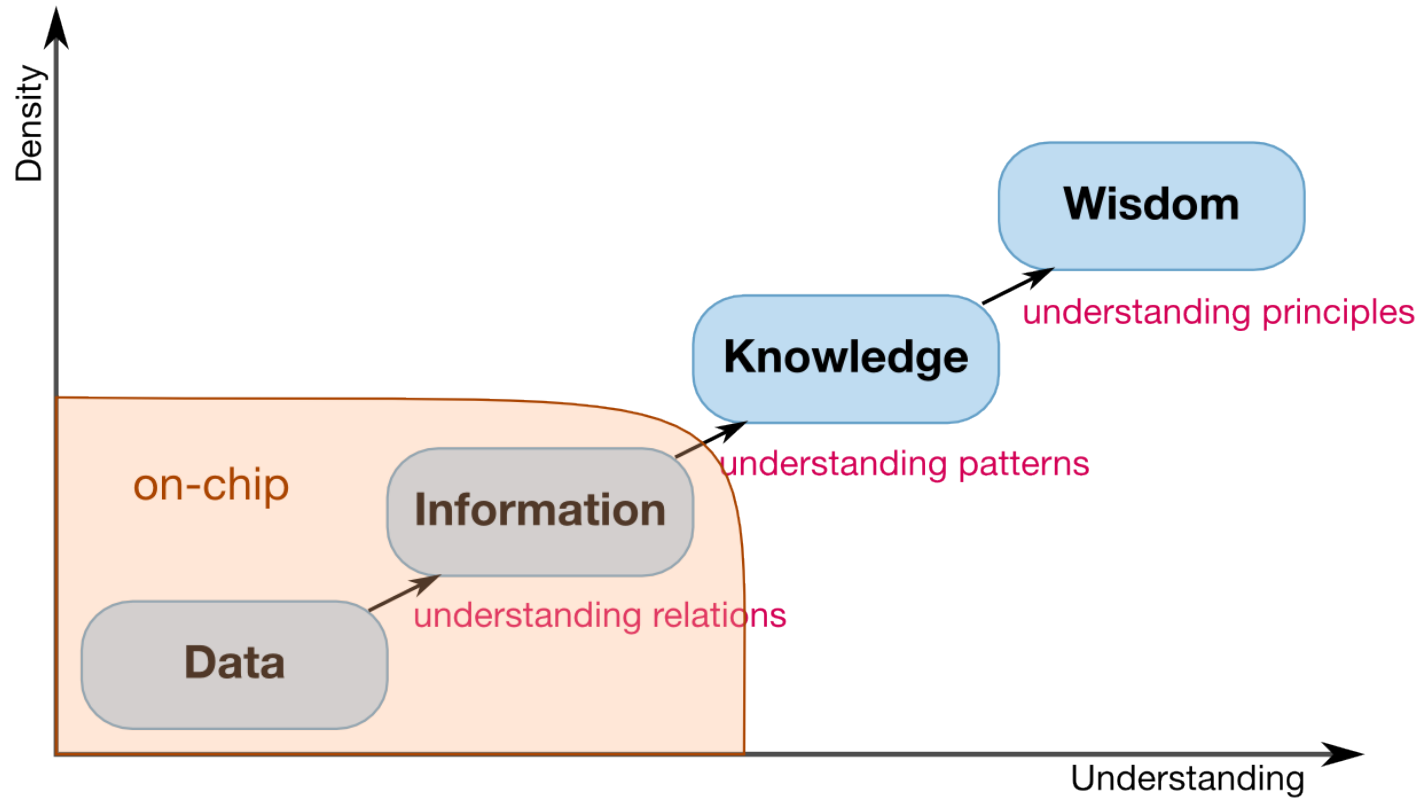 Density
Wisdom
understanding principles
Knowledge
understanding patterns
on-chip
Information
understanding relations
Data
Understanding